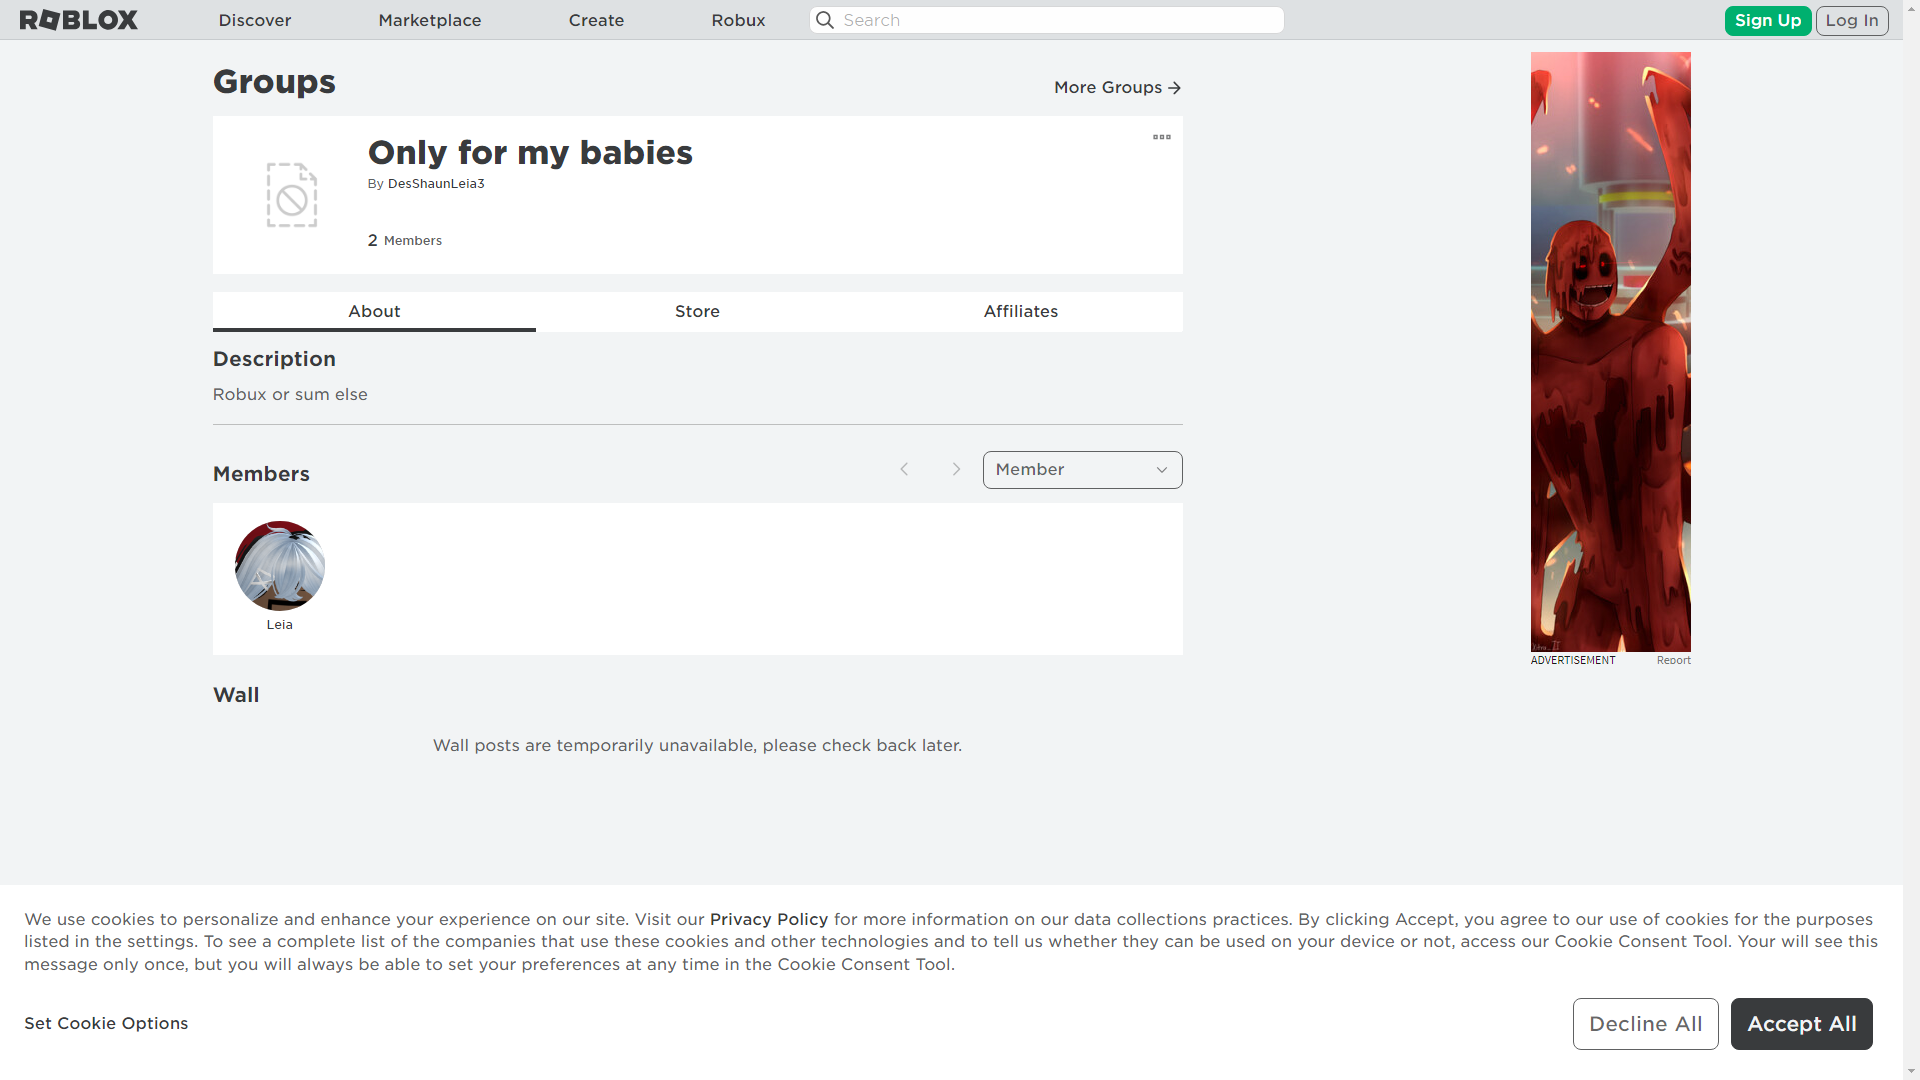 ROBLOX
Discover
Marketplace
Create
Robux
Search
Sign Up
Log In
Groups
More Groups
Only for my babies
By DesShaunLeia3
2 Members
About
Store
Affiliates
Description
Robux or sum else
Members
Member
Leia
ADVERTISEMENT
Report
Wall
Wall posts are temporarily unavailable, please check back later.
We use cookies to personalize and enhance your experience on our site. Visit our Privacy Policy for more information on our data collections practices. By clicking Accept, you agree to our use of cookies for the purposes
listed in the settings. To see a complete list of the companies that use these cookies and other technologies and to tell us whether they can be used on your device or not, access our Cookie Consent Tool. Your will see this
message only once, but you will always be able to set your preferences at any time in the Cookie Consent Tool.
Set Cookie Options
Decline All
Accept All